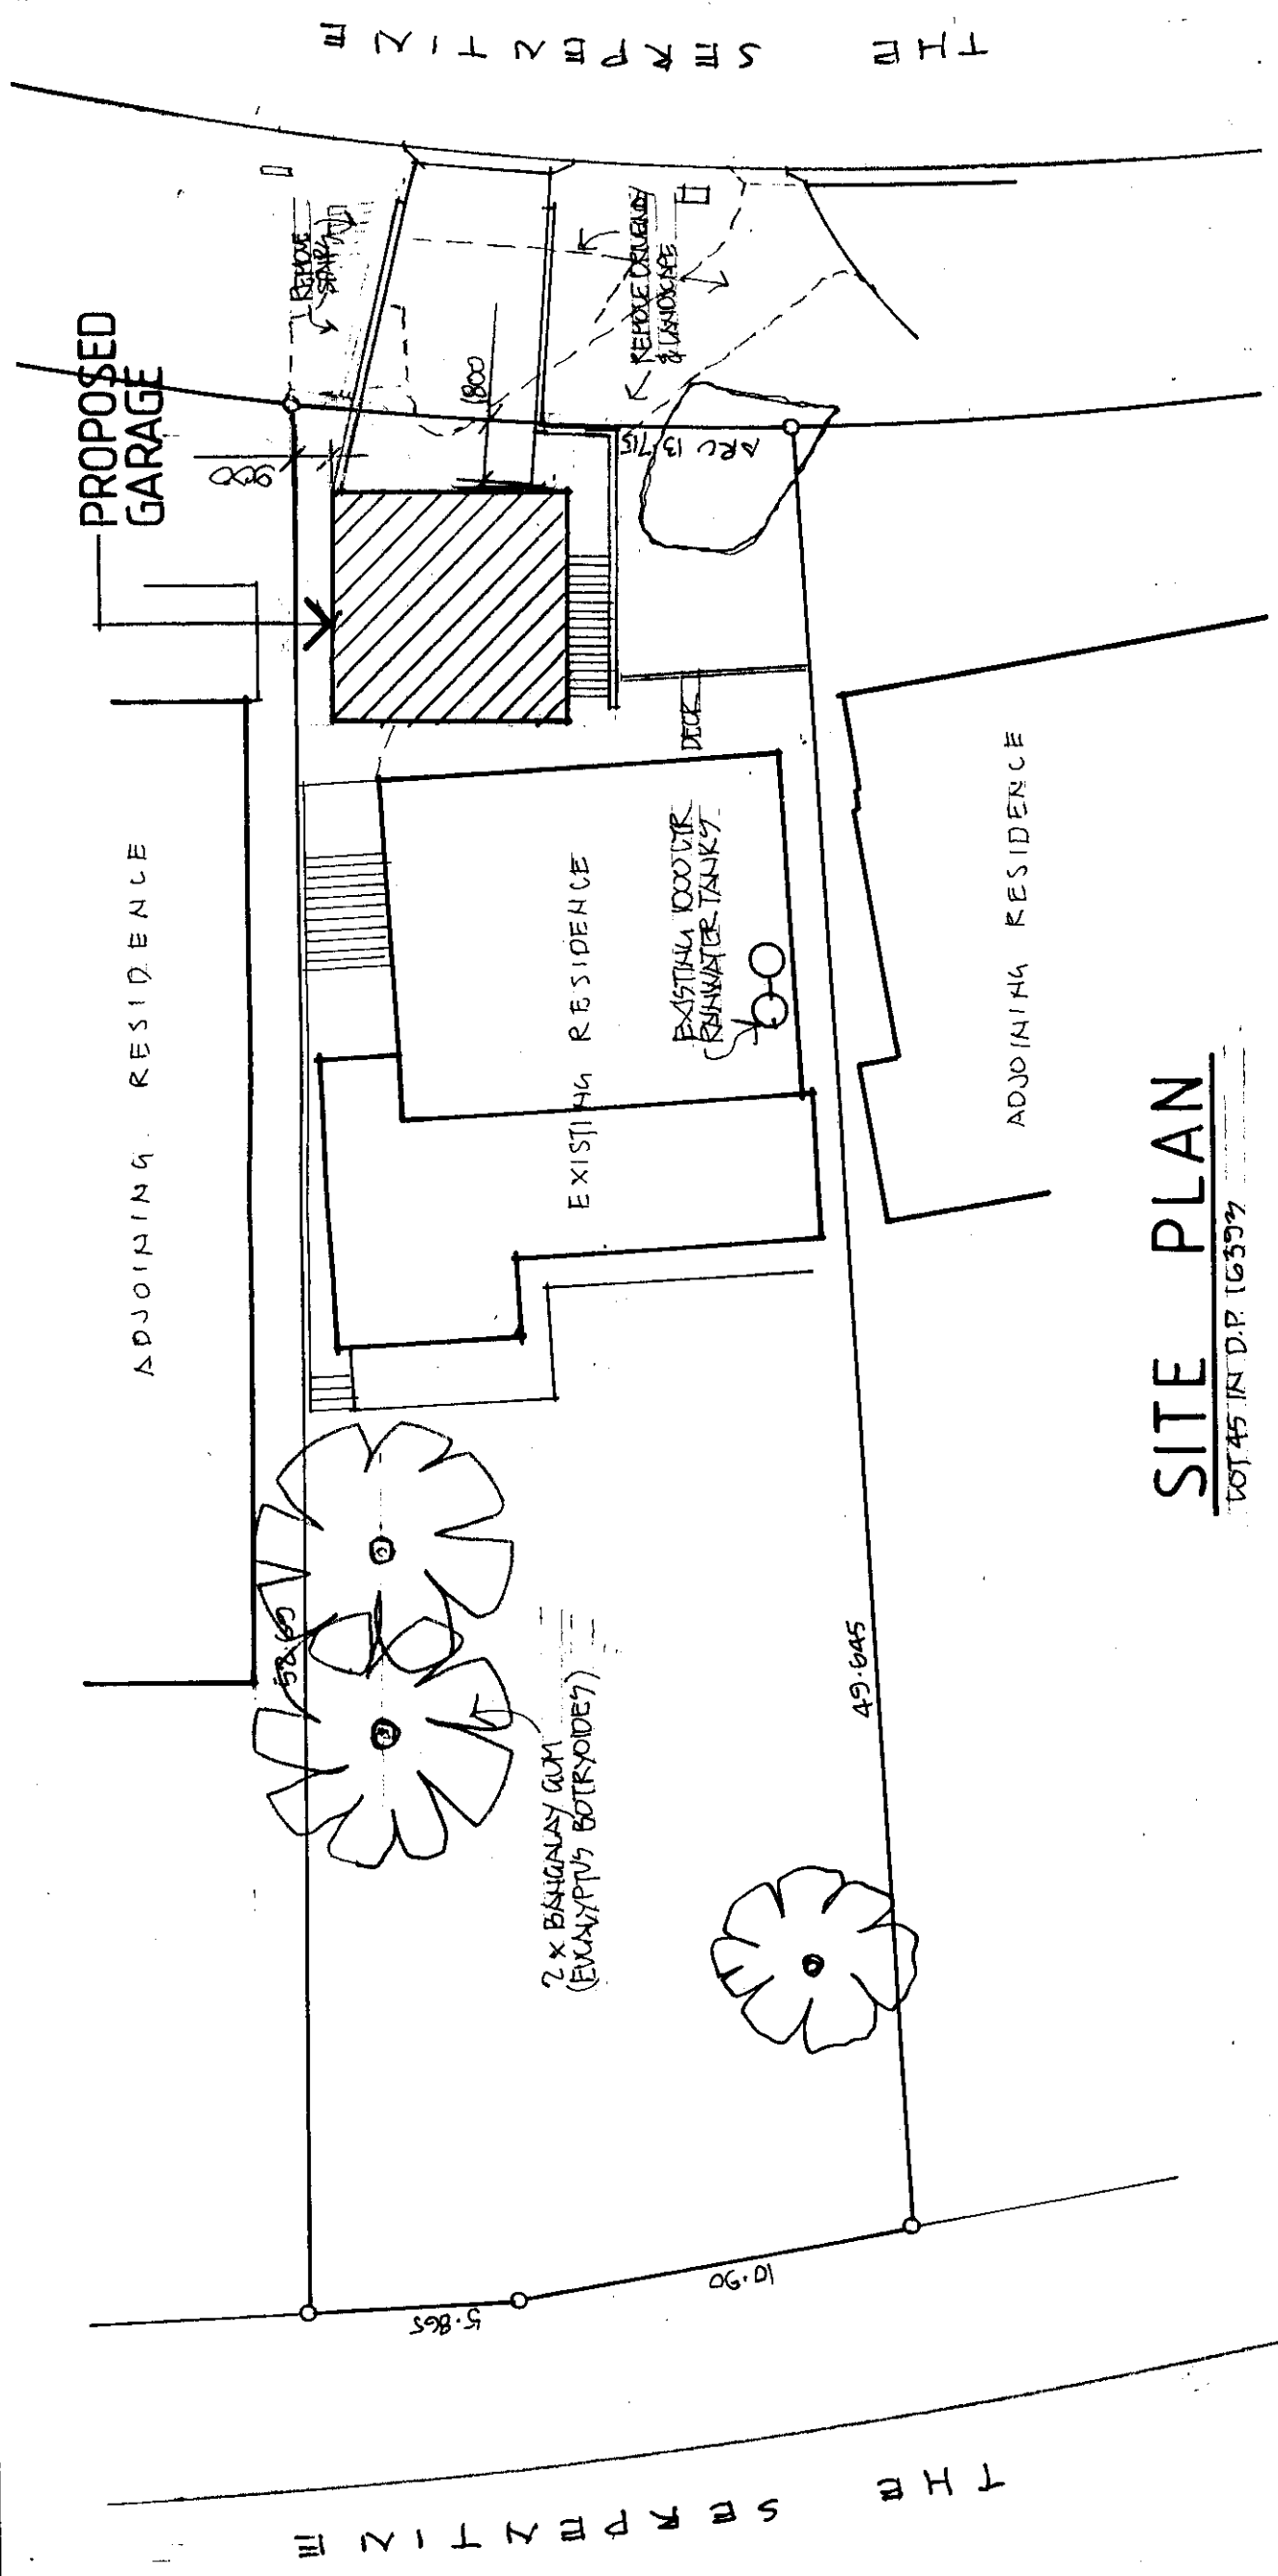 THE SERPENTINE
PROPOSED
GARAGE
REMOVE
STAIRS
900
1800
REMOVE DRIVEWAY
& LANDSCAPE
ARC 13.715
DECK
ADJOINING RESIDENCE
EXISTING RESIDENCE
EXISTING 1000 LTR
RAINWATER TANKS
ADJOINING RESIDENCE
52.69
49.645
2 x BANGALAY GUM
(EUCALYPTUS BOTRYOIDES)
5.865
10.90
THE SERPENTINE
SITE PLAN
LOT 45 IN D.P. 16393